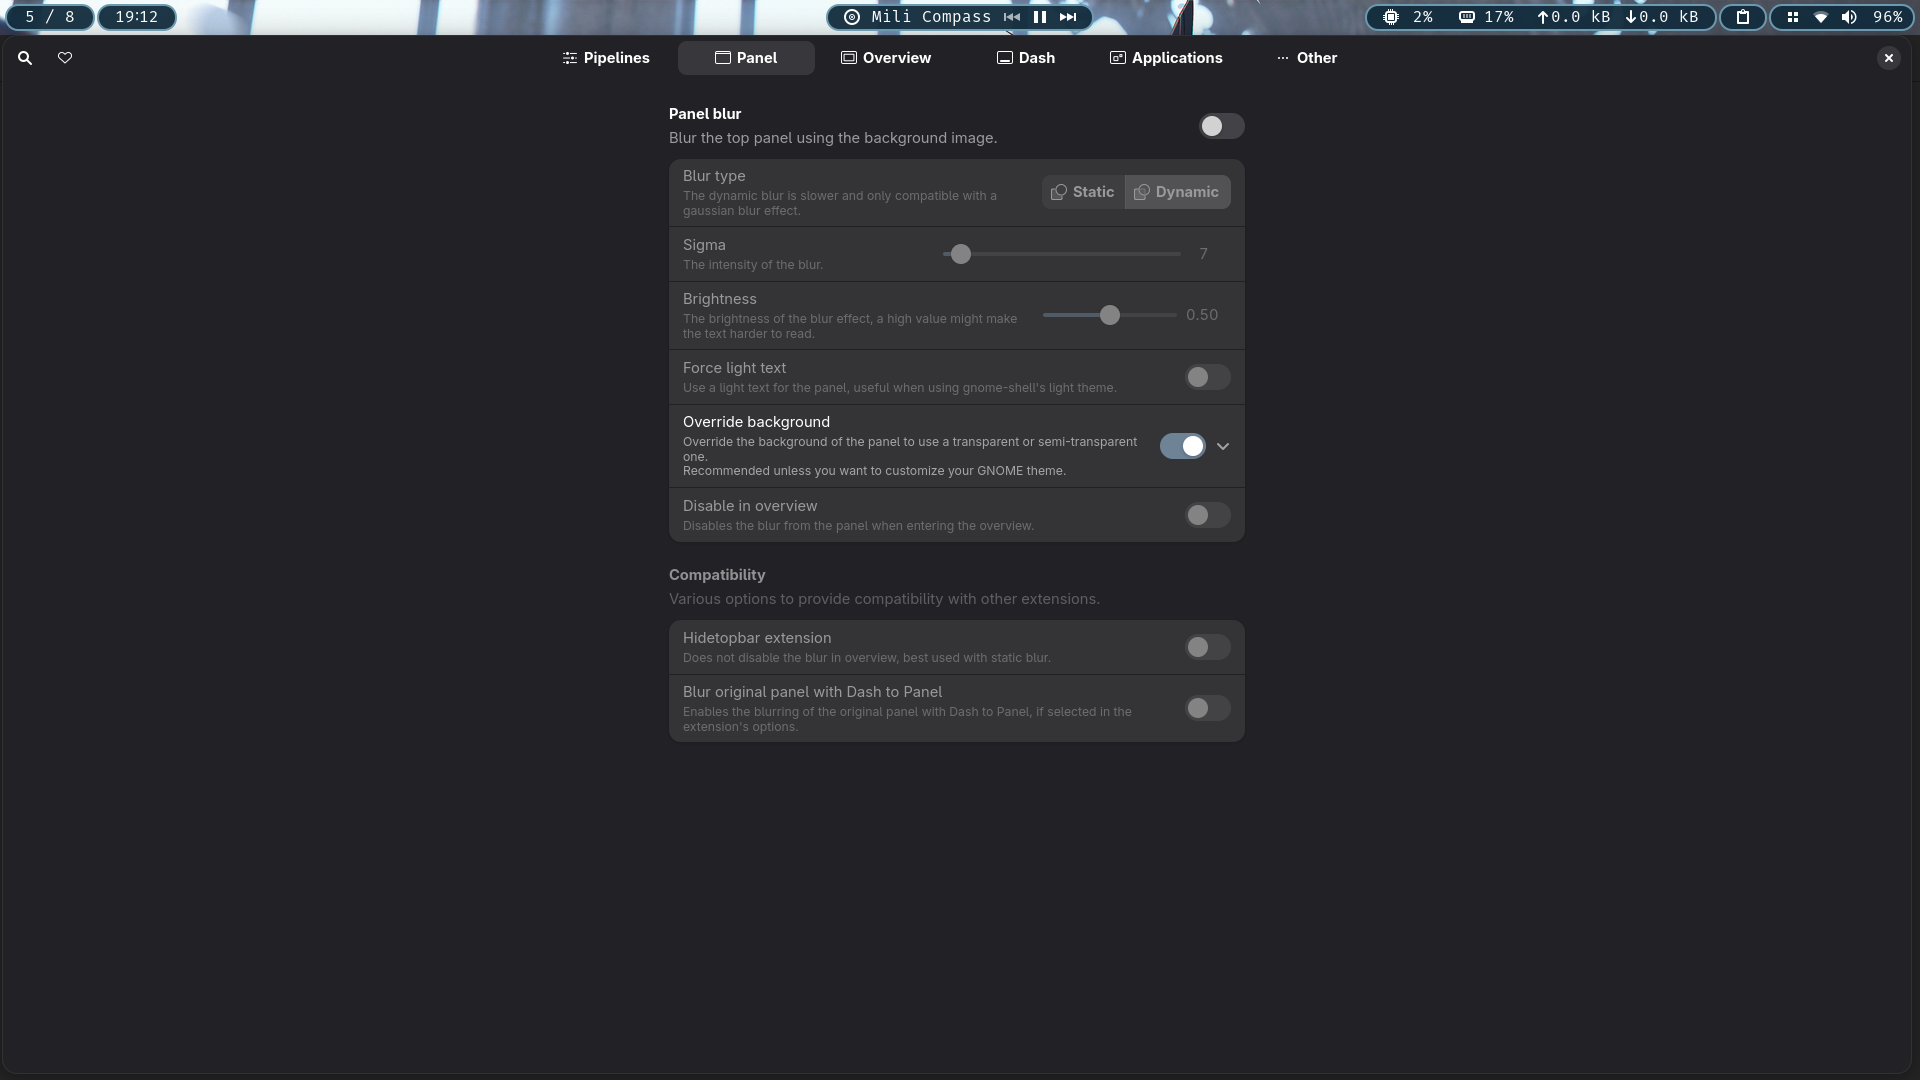 5 / 8
19:12
Mili Compass
2%
17%
↑0.0 kB
↓0.0 kB
96%
Pipelines
Panel
Overview
Dash
Applications
Other
Panel blur
Blur the top panel using the background image.
Blur type
The dynamic blur is slower and only compatible with a
gaussian blur effect.
Static
Dynamic
Sigma
The intensity of the blur.
7
Brightness
The brightness of the blur effect, a high value might make
the text harder to read.
0.50
Force light text
Use a light text for the panel, useful when using gnome-shell's light theme.
Override background
Override the background of the panel to use a transparent or semi-transparent
one.
Recommended unless you want to customize your GNOME theme.
Disable in overview
Disables the blur from the panel when entering the overview.
Compatibility
Various options to provide compatibility with other extensions.
Hidetopbar extension
Does not disable the blur in overview, best used with static blur.
Blur original panel with Dash to Panel
Enables the blurring of the original panel with Dash to Panel, if selected in the
extension's options.